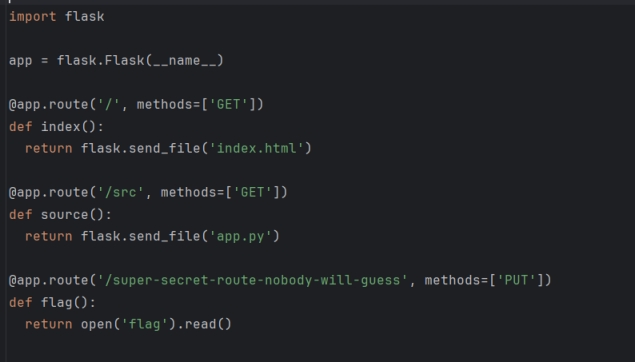 import flask
app = flask.Flask(__name__)
@app.route('/', methods=['GET'])
def index():
  return flask.send_file('index.html')
@app.route('/src', methods=['GET'])
def source():
  return flask.send_file('app.py')
@app.route('/super-secret-route-nobody-will-guess', methods=['PUT'])
def flag():
  return open('flag').read()